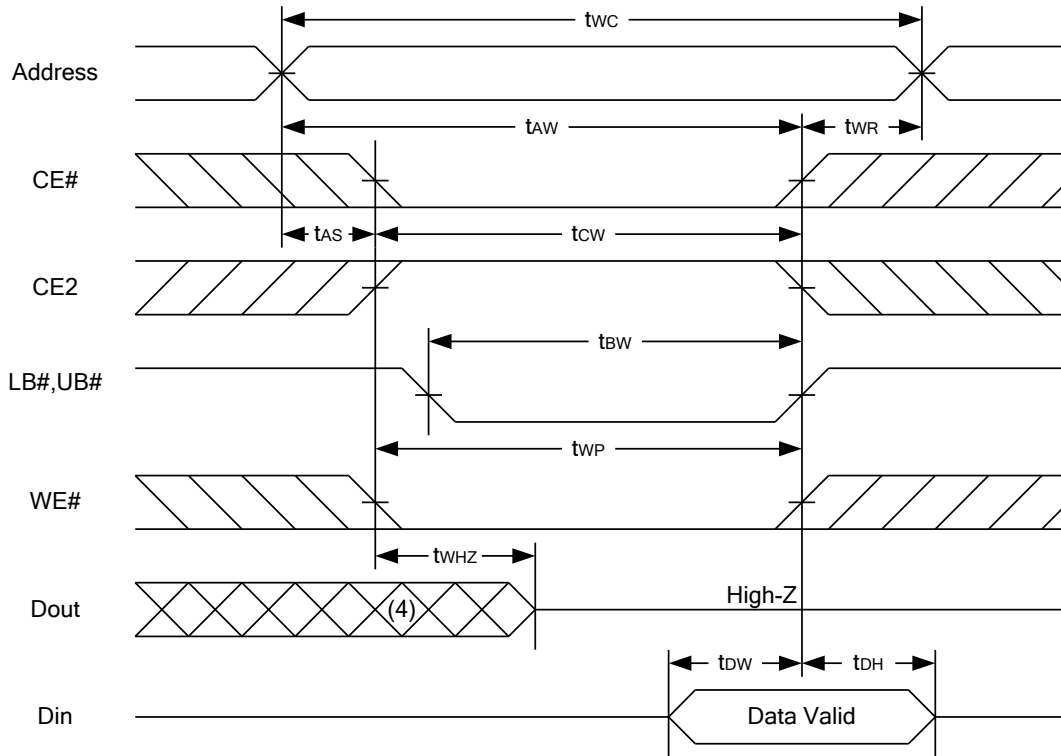 tWC
Address
tAW
tWR
CE#
tAS
tCW
CE2
tBW
LB#,UB#
tWP
WE#
tWHZ
Dout
(4)
High-Z
tDW
tDH
Din
Data Valid